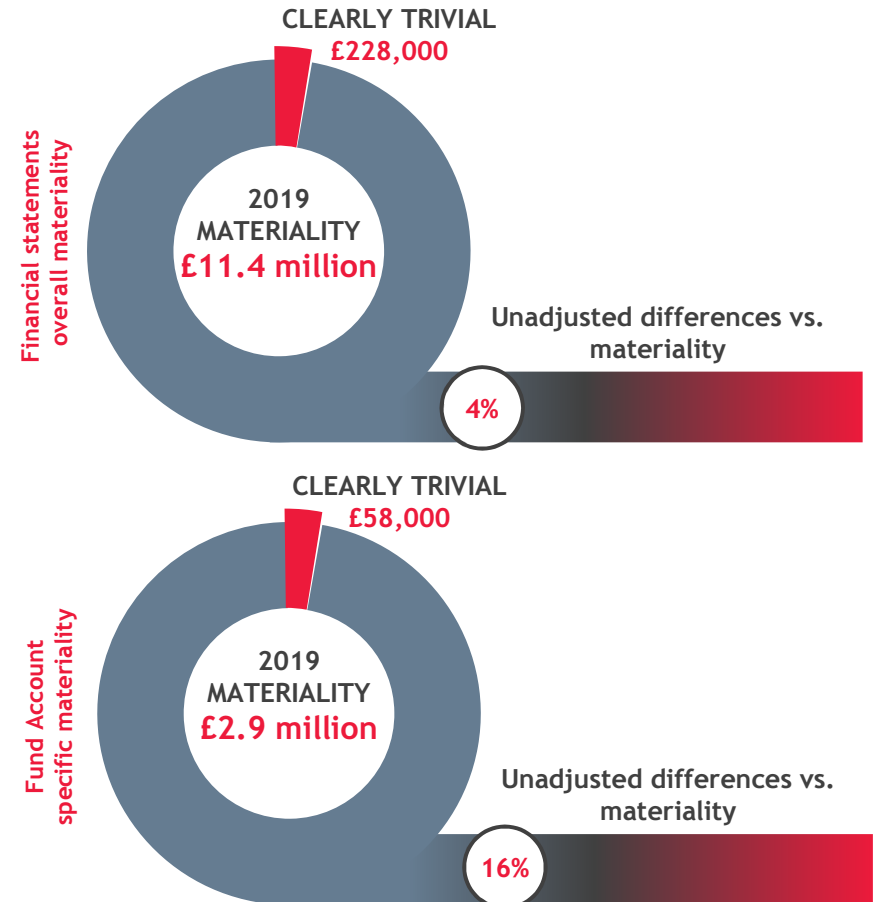 CLEARLY TRIVIAL
£228,000
Financial statements
overall materiality
2019
MATERIALITY
£11.4 million
Unadjusted differences vs.
materiality
4%
CLEARLY TRIVIAL
£58,000
Fund Account
specific materiality
2019
MATERIALITY
£2.9 million
Unadjusted differences vs.
materiality
16%